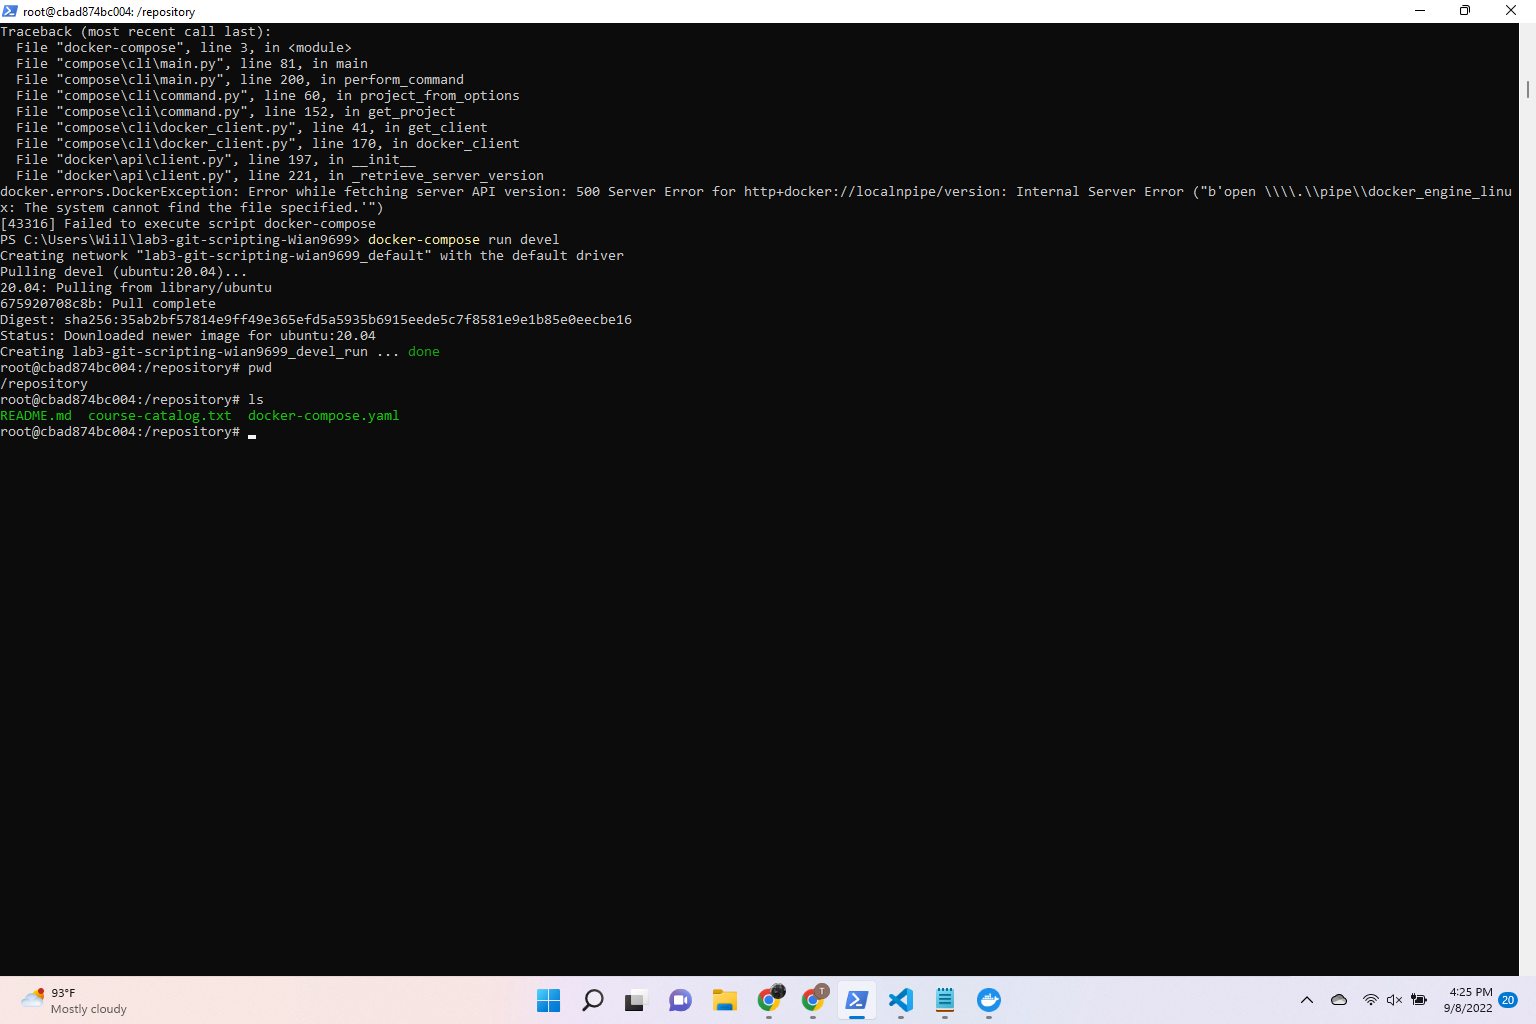 root@cbad874bc004: /repository
Traceback (most recent call last):
  File "docker-compose", line 3, in <module>
  File "compose\cli\main.py", line 81, in main
  File "compose\cli\main.py", line 200, in perform_command
  File "compose\cli\command.py", line 60, in project_from_options
  File "compose\cli\command.py", line 152, in get_project
  File "compose\cli\docker_client.py", line 41, in get_client
  File "compose\cli\docker_client.py", line 170, in docker_client
  File "docker\api\client.py", line 197, in __init__
  File "docker\api\client.py", line 221, in _retrieve_server_version
docker.errors.DockerException: Error while fetching server API version: 500 Server Error for http+docker://localnpipe/version: Internal Server Error ("b'open \\\\.\\pipe\\docker_engine_linu
x: The system cannot find the file specified.'")
[43316] Failed to execute script docker-compose
PS C:\Users\Wiil\lab3-git-scripting-Wian9699> docker-compose run devel
Creating network "lab3-git-scripting-wian9699_default" with the default driver
Pulling devel (ubuntu:20.04)...
20.04: Pulling from library/ubuntu
675920708c8b: Pull complete
Digest: sha256:35ab2bf57814e9ff49e365efd5a5935b6915eede5c7f8581e9e1b85e0eecbe16
Status: Downloaded newer image for ubuntu:20.04
Creating lab3-git-scripting-wian9699_devel_run ... done
root@cbad874bc004:/repository# pwd
/repository
root@cbad874bc004:/repository# ls
README.md  course-catalog.txt  docker-compose.yaml
root@cbad874bc004:/repository#
93°F
Mostly cloudy
T
4:25 PM
9/8/2022
20